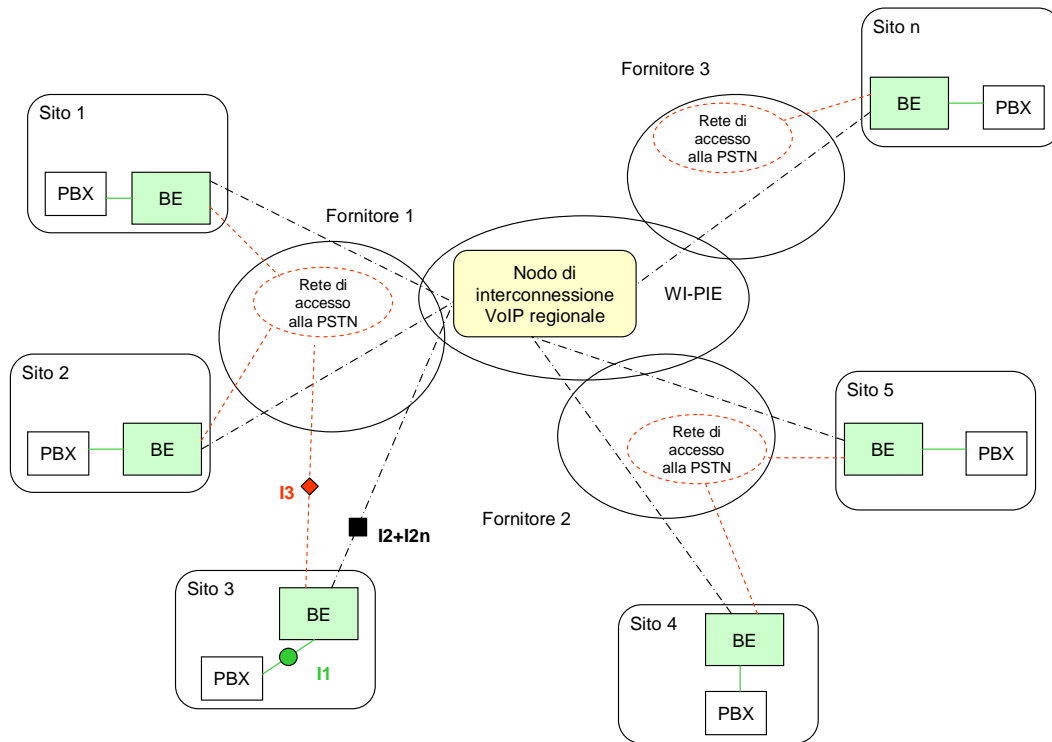 Sito n
Fornitore 3
BE
PBX
Rete di
accesso
alla PSTN
Sito 1
PBX
BE
Fornitore 1
Nodo di
interconnessione
VoIP regionale
WI-PIE
Rete di
accesso
alla PSTN
Sito 2
PBX
BE
Sito 5
BE
PBX
Rete di
accesso
alla PSTN
I3
Fornitore 2
I2+I2n
Sito 3
BE
PBX
I1
Sito 4
BE
PBX